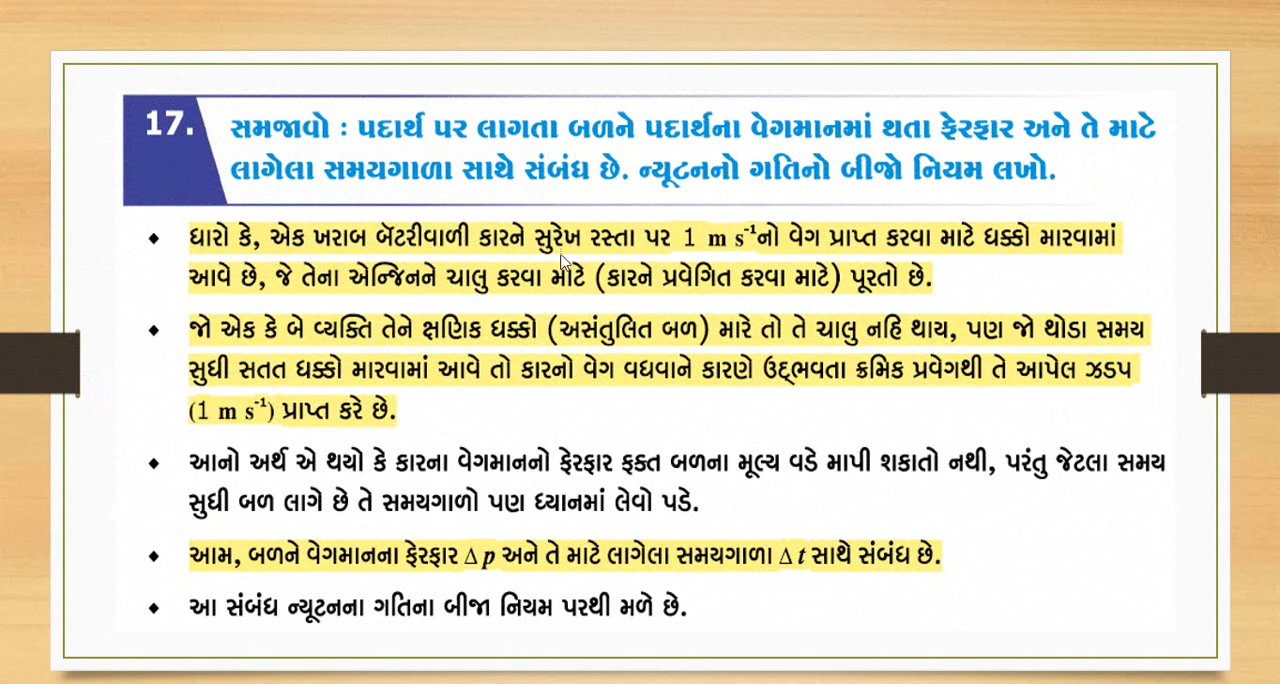 17.
સમજાવો : પદાર્થ પર લાગતા બળને પદાર્થના વેગમાનમાં થતા ફેરફાર અને તે માટે
લાગેલા સમયગાળા સાથે સંબંધ છે. ન્યૂટનનો ગતિનો બીજો નિયમ લખો.
♦ ધારો કે, એક ખરાબ બૅટરીવાળી કારને સુરેખ રસ્તા પર 1 m s⁻¹નો વેગ પ્રાપ્ત કરવા માટે ધક્કો મારવામાં
આવે છે, જે તેના એન્જિનને ચાલુ કરવા માટે (કારને પ્રવેગિત કરવા માટે) પૂરતો છે.
♦ જો એક કે બે વ્યક્તિ તેને ક્ષણિક ધક્કો (અસંતુલિત બળ) મારે તો તે ચાલુ નહિ થાય, પણ જો થોડા સમય
સુધી સતત ધક્કો મારવામાં આવે તો કારનો વેગ વધવાને કારણે ઉદ્ભવતા ક્રમિક પ્રવેગથી તે આપેલ ઝડપ
(1 m s⁻¹) પ્રાપ્ત કરે છે.
♦ આનો અર્થ એ થયો કે કારના વેગમાનનો ફેરફાર ફક્ત બળના મૂલ્ય વડે માપી શકાતો નથી, પરંતુ જેટલા સમય
સુધી બળ લાગે છે તે સમયગાળો પણ ધ્યાનમાં લેવો પડે.
♦ આમ, બળને વેગમાનના ફેરફાર Δ p અને તે માટે લાગેલા સમયગાળા Δ t સાથે સંબંધ છે.
♦ આ સંબંધ ન્યૂટનના ગતિના બીજા નિયમ પરથી મળે છે.